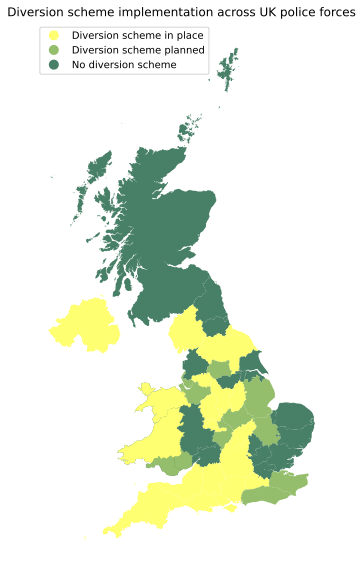 Diversion scheme implementation across UK police forces
Diversion scheme in place
Diversion scheme planned
No diversion scheme